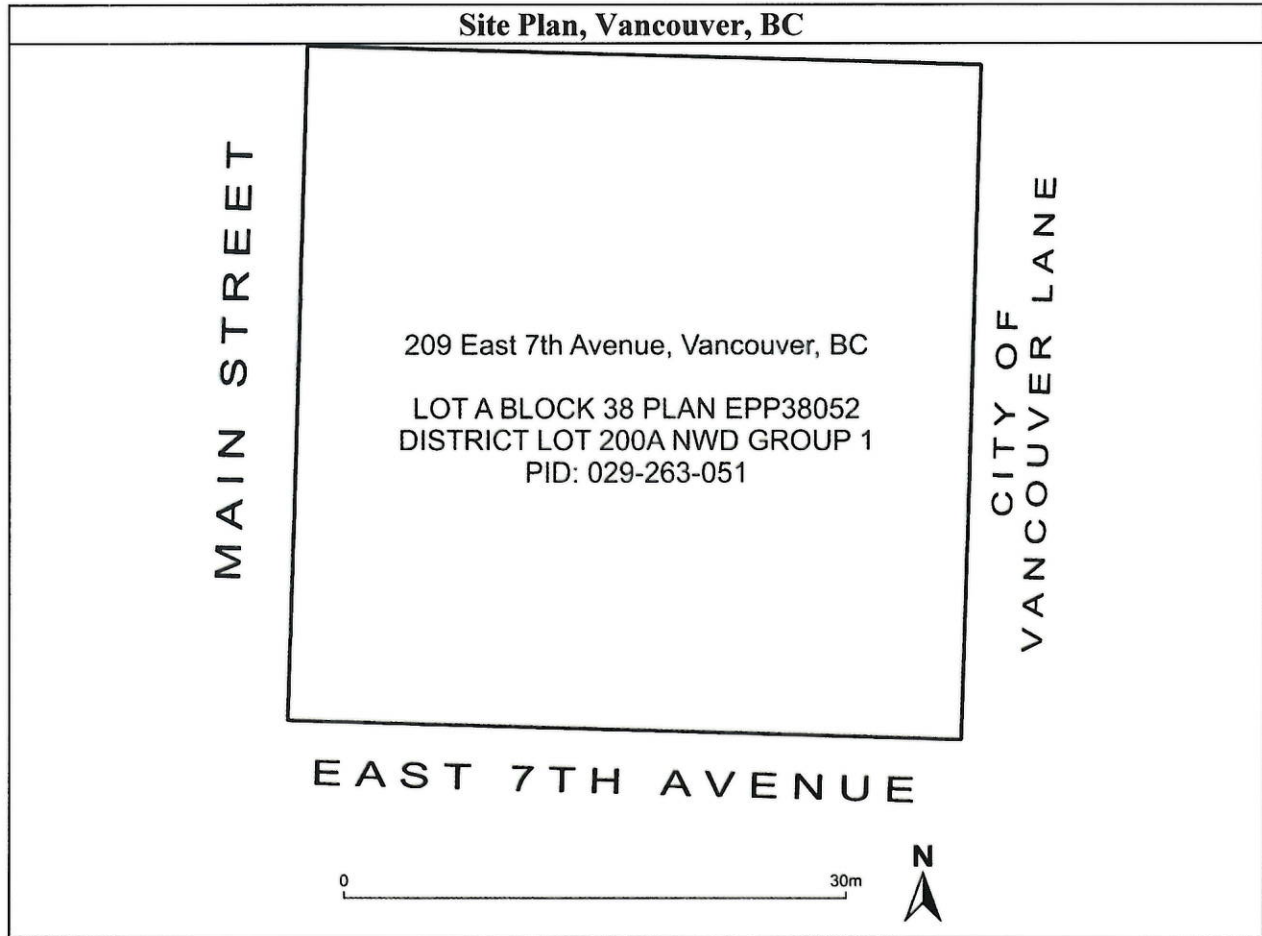 Site Plan, Vancouver, BC
MAIN STREET
209 East 7th Avenue, Vancouver, BC
LOT A BLOCK 38 PLAN EPP38052
DISTRICT LOT 200A NWD GROUP 1
PID: 029-263-051
CITY OF
VANCOUVER LANE
EAST 7TH AVENUE
0 30m
N